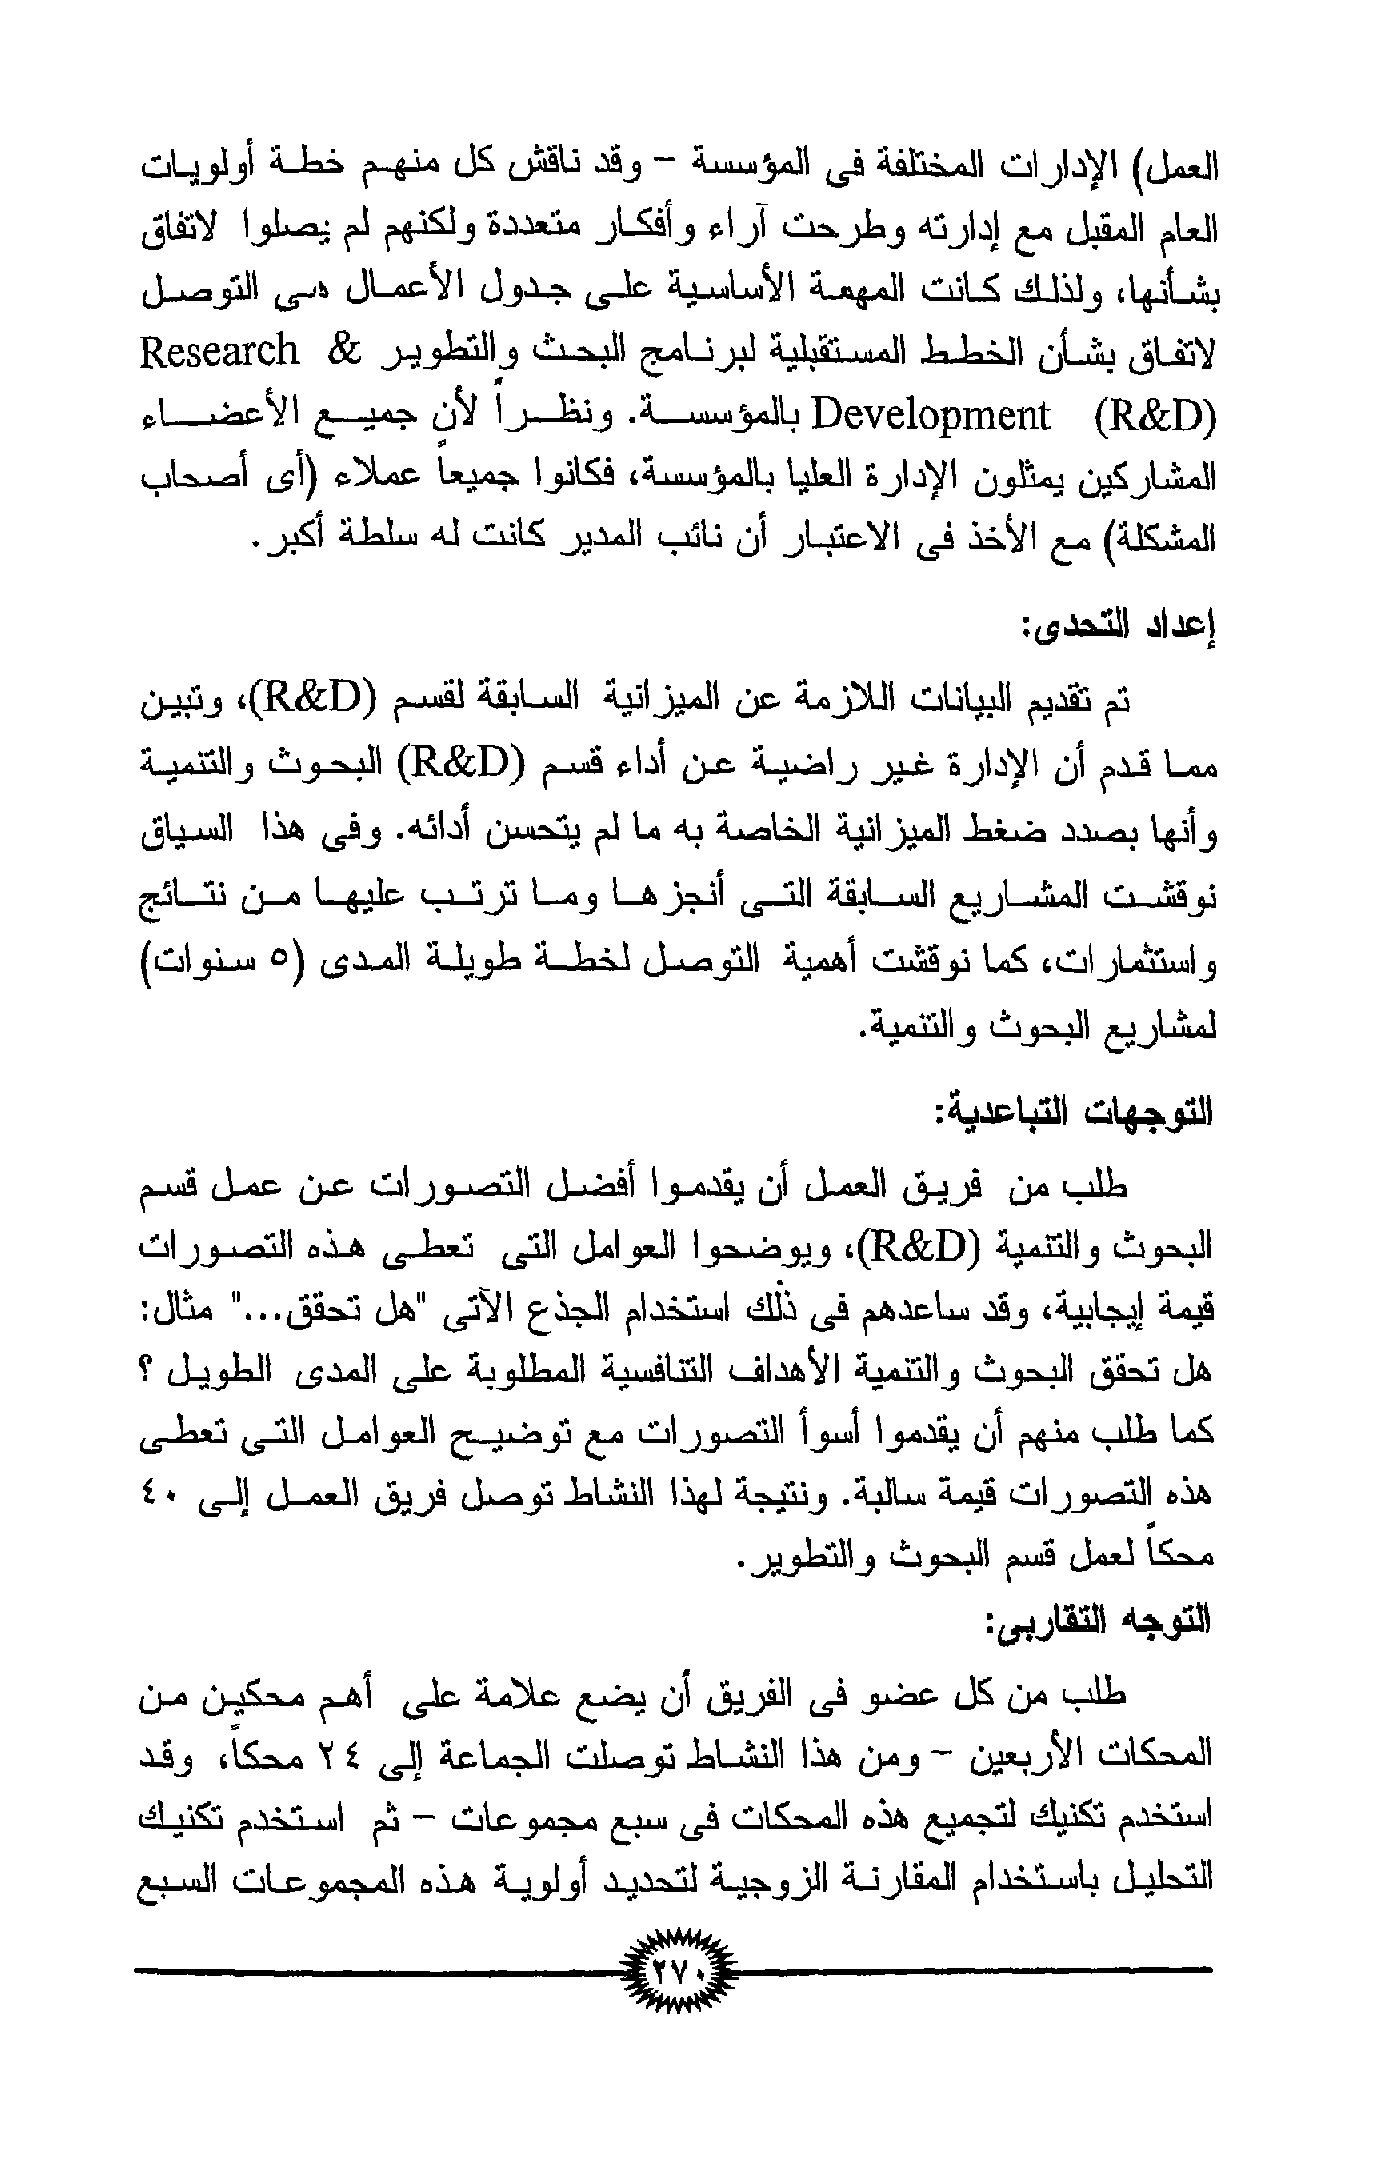 العمل) الإدارات المختلفة فى المؤسسة - وقد ناقش كل منهم خطة أولويات
العام المقبل مع إدارته وطرحت آراء وأفكار متعددة ولكنهم لم يصلوا لاتفاق
بشأنها، ولذلك كانت المهمة الأساسية على جدول الأعمال هى التوصل
لاتفاق بشأن الخطط المستقبلية لبرنامج البحث والتطوير Research &
Development (R&D) بالمؤسسة. ونظراً لأن جميع الأعضاء
المشاركين يمثلون الإدارة العليا بالمؤسسة، فكانوا جميعاً عملاء (أى أصحاب
المشكلة) مع الأخذ فى الاعتبار أن نائب المدير كانت له سلطة أكبر.
إعداد التحدى:
تم تقديم البيانات اللازمة عن الميزانية السابقة لقسم (R&D)، وتبين
مما قدم أن الإدارة غير راضية عن أداء قسم (R&D) البحوث والتنمية
وأنها بصدد ضغط الميزانية الخاصة به ما لم يتحسن أدائه. وفى هذا السياق
نوقشت المشاريع السابقة التى أنجزها وما ترتب عليها من نتائج
واستثمارات، كما نوقشت أهمية التوصل لخطة طويلة المدى (٥ سنوات)
لمشاريع البحوث والتنمية.
التوجهات التباعدية:
طلب من فريق العمل أن يقدموا أفضل التصورات عن عمل قسم
البحوث والتنمية (R&D)، ويوضحوا العوامل التى تعطى هذه التصورات
قيمة إيجابية، وقد ساعدهم فى ذلك استخدام الجذع الآتى "هل تحقق..." مثال:
هل تحقق البحوث والتنمية الأهداف التنافسية المطلوبة على المدى الطويل ؟
كما طلب منهم أن يقدموا أسوأ التصورات مع توضيح العوامل التى تعطى
هذه التصورات قيمة سالبة. ونتيجة لهذا النشاط توصل فريق العمل إلى ٤٠
محكاً لعمل قسم البحوث والتطوير.
التوجه التقاربى:
طلب من كل عضو فى الفريق أن يضع علامة على أهم محكين من
المحكات الأربعين - ومن هذا النشاط توصلت الجماعة إلى ٢٤ محكاً، وقد
استخدم تكنيك لتجميع هذه المحكات فى سبع مجموعات - ثم استخدم تكنيك
التحليل باستخدام المقارنة الزوجية لتحديد أولوية هذه المجموعات السبع
٢٧٠